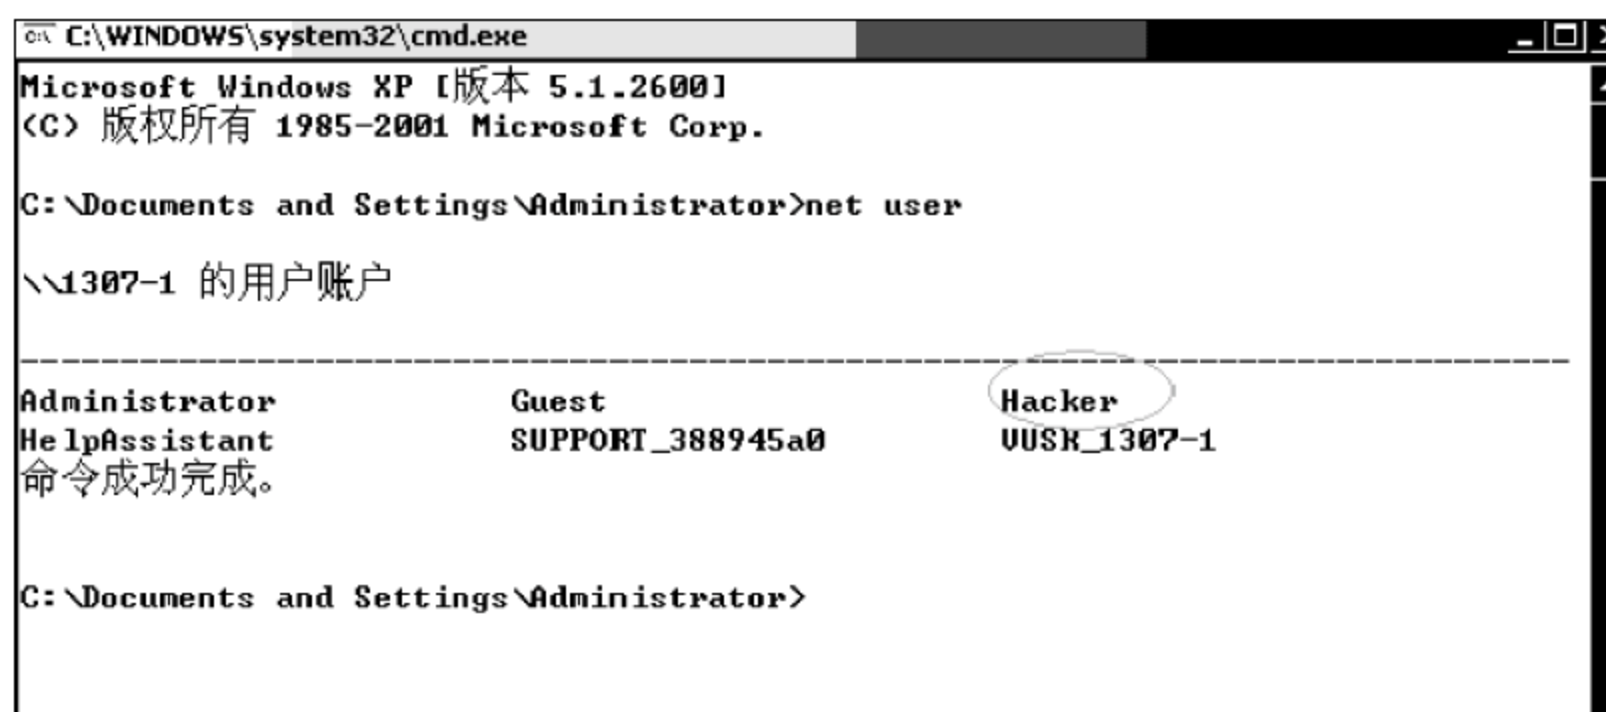 C:\WINDOWS\system32\cmd.exe
Microsoft Windows XP [版本 5.1.2600]
(C) 版权所有 1985-2001 Microsoft Corp.
C:\Documents and Settings\Administrator>net user
\\1307-1 的用户账户
-------------------------------------------------------------------------------
Administrator Guest Hacker
HelpAssistant SUPPORT_388945a0 VUSR_1307-1
命令成功完成。
C:\Documents and Settings\Administrator>